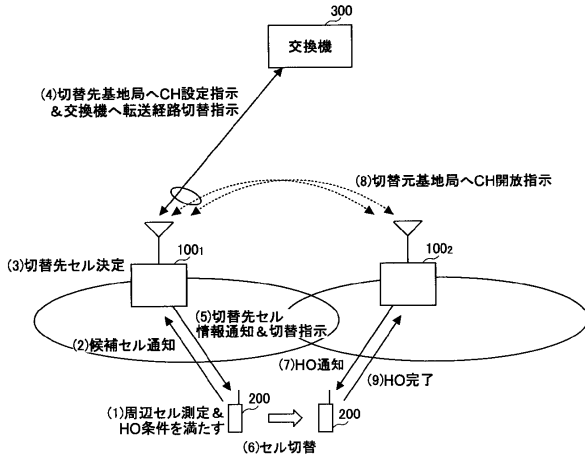 300
交換機
(4)切替先基地局へCH設定指示
&交換機へ転送経路切替指示
(8)切替元基地局へCH開放指示
100₁
100₂
(3)切替先セル決定
(5)切替先セル
情報通知&切替指示
(2)候補セル通知
(7)HO通知
(9)HO完了
(1)周辺セル測定&
HO条件を満たす
200
200
(6)セル切替